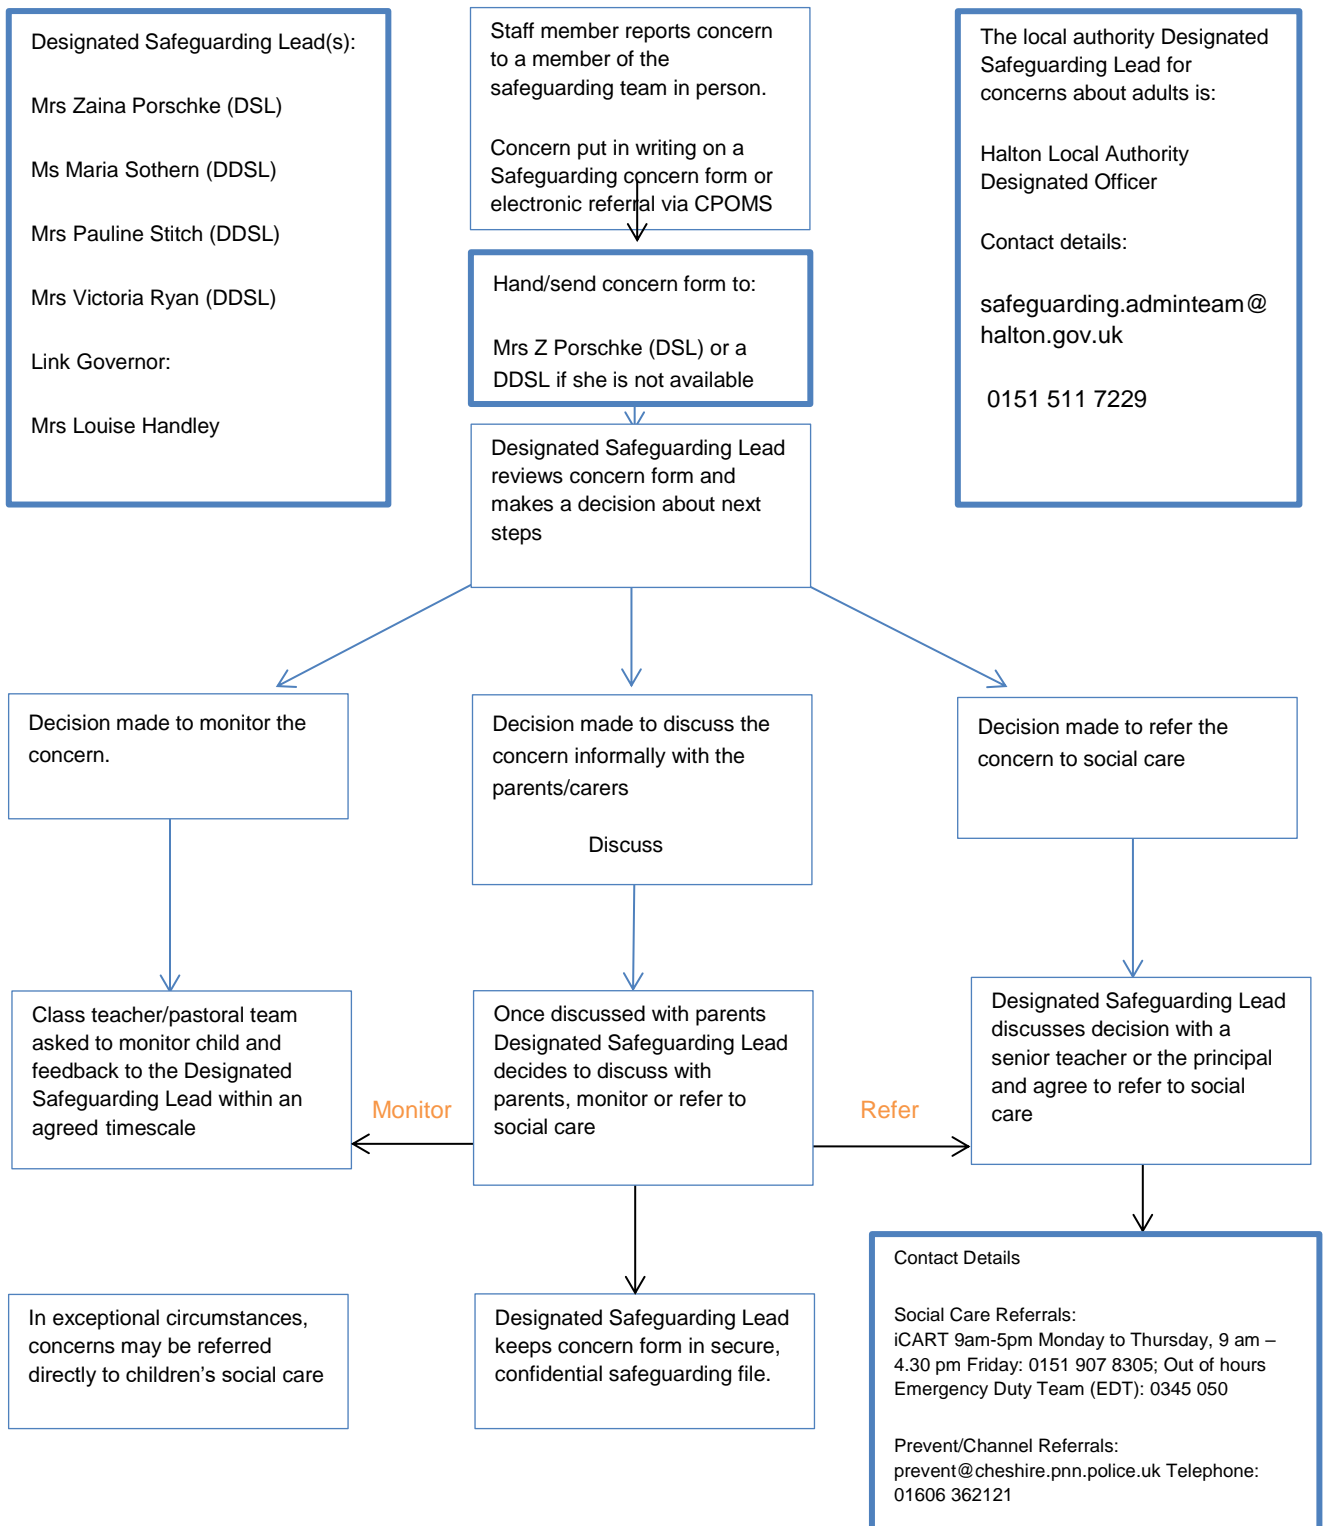 Designated Safeguarding Lead(s):
Mrs Zaina Porschke (DSL)
Ms Maria Sothern (DDSL)
Mrs Pauline Stitch (DDSL)
Mrs Victoria Ryan (DDSL)
Link Governor:
Mrs Louise Handley
Staff member reports concern
to a member of the
safeguarding team in person.
Concern put in writing on a
Safeguarding concern form or
electronic referral via CPOMS
The local authority Designated
Safeguarding Lead for
concerns about adults is:
Halton Local Authority
Designated Officer
Contact details:
safeguarding.adminteam@
halton.gov.uk
0151 511 7229
Hand/send concern form to:
Mrs Z Porschke (DSL) or a
DDSL if she is not available
Designated Safeguarding Lead
reviews concern form and
makes a decision about next
steps
Decision made to monitor the
concern.
Decision made to discuss the
concern informally with the
parents/carers
Discuss
Decision made to refer the
concern to social care
Class teacher/pastoral team
asked to monitor child and
feedback to the Designated
Safeguarding Lead within an
agreed timescale
Monitor
Once discussed with parents
Designated Safeguarding Lead
decides to discuss with
parents, monitor or refer to
social care
Refer
Designated Safeguarding Lead
discusses decision with a
senior teacher or the principal
and agree to refer to social
care
In exceptional circumstances,
concerns may be referred
directly to children’s social care
Designated Safeguarding Lead
keeps concern form in secure,
confidential safeguarding file.
Contact Details
Social Care Referrals:
iCART 9am-5pm Monday to Thursday, 9 am –
4.30 pm Friday: 0151 907 8305; Out of hours
Emergency Duty Team (EDT): 0345 050
Prevent/Channel Referrals:
prevent@cheshire.pnn.police.uk Telephone:
01606 362121